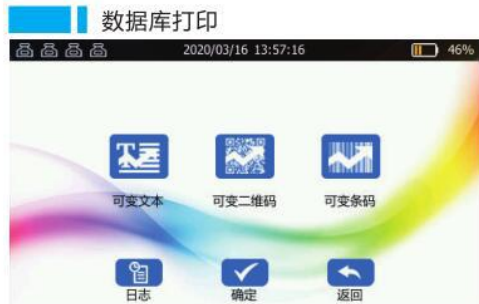 数据库打印
2020/03/16 13:57:16 46%
可变文本 可变二维码 可变条码
日志 确定 返回